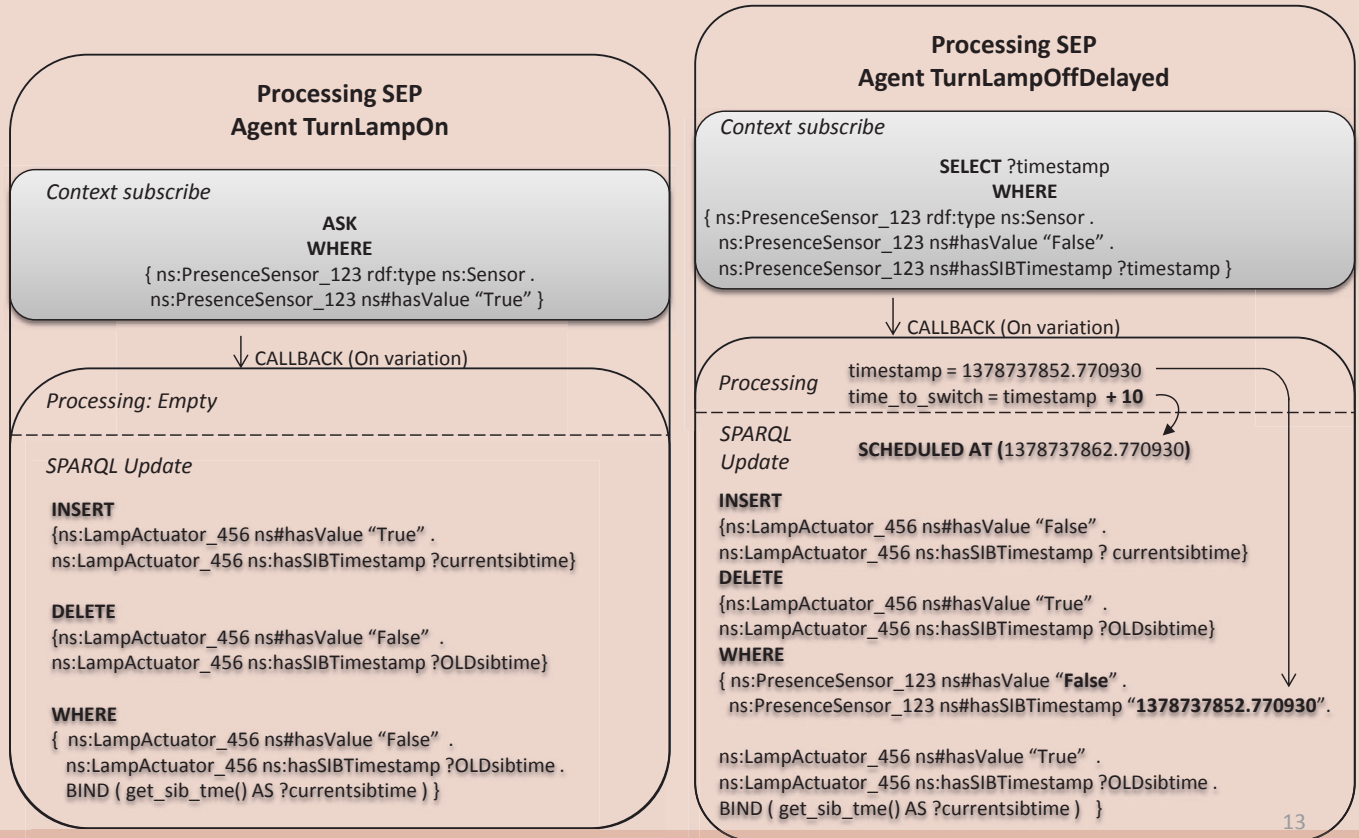 Processing SEP
Agent TurnLampOn
Context subscribe
ASK
WHERE
{ ns:PresenceSensor_123 rdf:type ns:Sensor .
ns:PresenceSensor_123 ns#hasValue “True” }
CALLBACK (On variation)
Processing: Empty
SPARQL Update
INSERT
{ns:LampActuator_456 ns#hasValue “True” .
ns:LampActuator_456 ns:hasSIBTimestamp ?currentsibtime}
DELETE
{ns:LampActuator_456 ns#hasValue “False” .
ns:LampActuator_456 ns:hasSIBTimestamp ?OLDsibtime}
WHERE
{ ns:LampActuator_456 ns#hasValue “False” .
ns:LampActuator_456 ns:hasSIBTimestamp ?OLDsibtime .
BIND ( get_sib_tme() AS ?currentsibtime ) }
Processing SEP
Agent TurnLampOffDelayed
Context subscribe
SELECT ?timestamp
WHERE
{ ns:PresenceSensor_123 rdf:type ns:Sensor .
ns:PresenceSensor_123 ns#hasValue “False” .
ns:PresenceSensor_123 ns#hasSIBTimestamp ?timestamp }
CALLBACK (On variation)
Processing
timestamp = 1378737852.770930
time_to_switch = timestamp + 10
SPARQL
Update
SCHEDULED AT (1378737862.770930)
INSERT
{ns:LampActuator_456 ns#hasValue “False” .
ns:LampActuator_456 ns:hasSIBTimestamp ? currentsibtime}
DELETE
{ns:LampActuator_456 ns#hasValue “True” .
ns:LampActuator_456 ns:hasSIBTimestamp ?OLDsibtime}
WHERE
{ ns:PresenceSensor_123 ns#hasValue “False” .
ns:PresenceSensor_123 ns#hasSIBTimestamp “1378737852.770930”.
ns:LampActuator_456 ns#hasValue “True” .
ns:LampActuator_456 ns:hasSIBTimestamp ?OLDsibtime .
BIND ( get_sib_tme() AS ?currentsibtime ) }
13